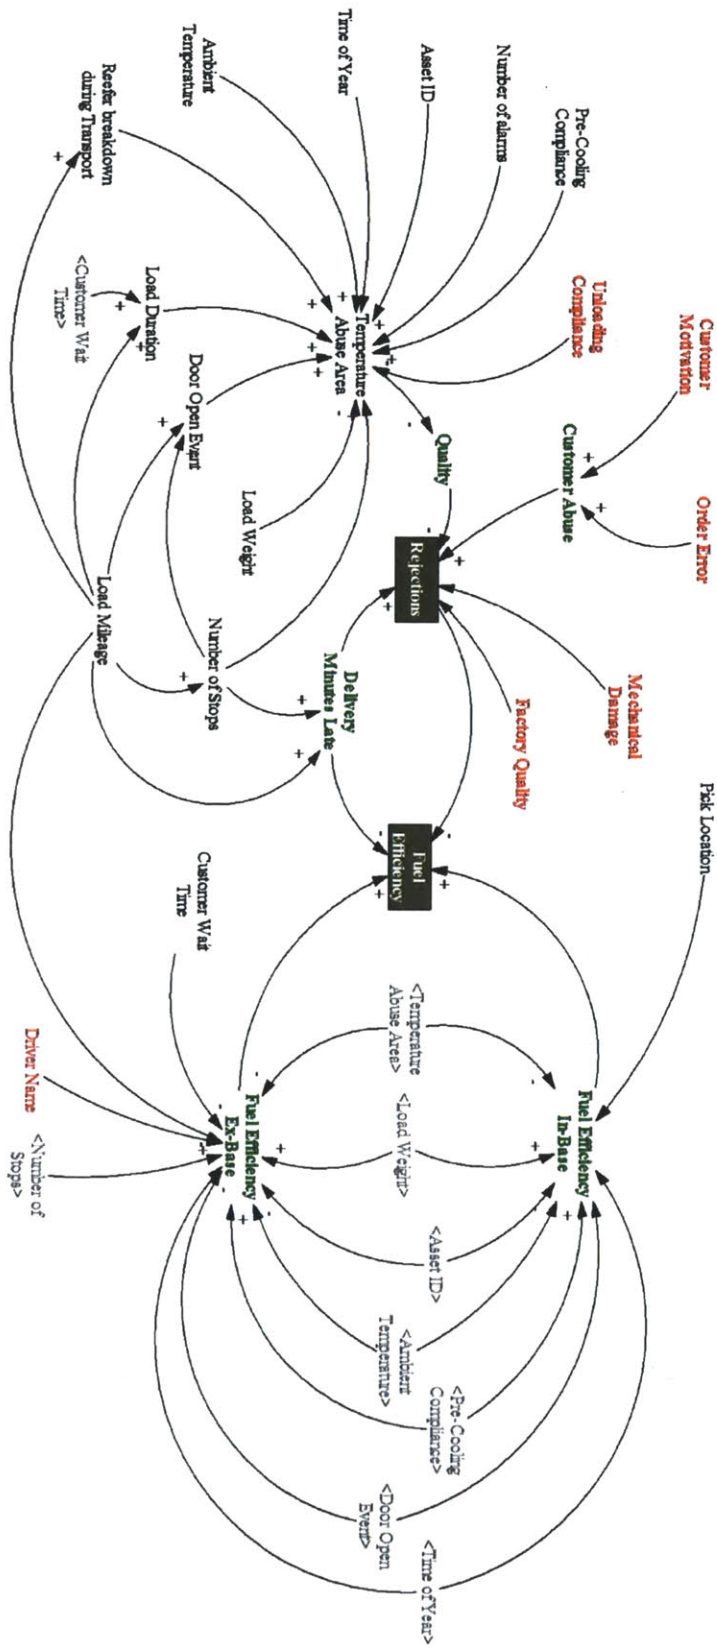 Pick Location
Customer
Motivation
Order Error
Mechanical
Damage
Factory Quality
Customer Abuse
Unloading
Compliance
Pre-Cooling
Compliance
Number of alarms
Asset ID
Time of Year
Ambient
Temperature
Reefer breakdown
during Transport
Temperature
Abuse Area
Quality
Rejections
Fuel
Efficiency
Delivery
Minutes Late
Load Weight
Door Open Event
Load Duration
<Customer Wait
Time>
Number of Stops
Load Mileage
Customer Wait
Time
Driver Name
<Number of
Stops>
Fuel Efficiency
In-Base
Fuel Efficiency
Ex-Base
<Temperature
Abuse Area>
<Load Weight>
<Asset ID>
<Ambient
Temperature>
<Pre-Cooling
Compliance>
<Door Open
Event>
<Time of Year>